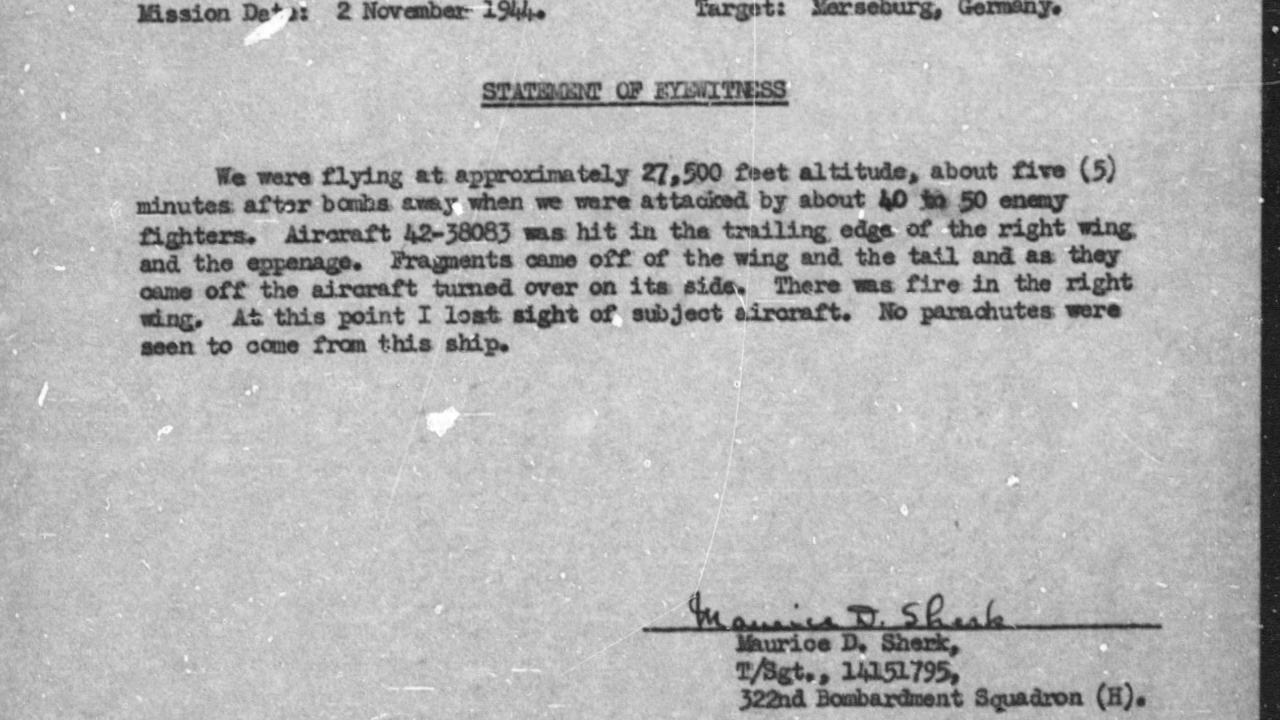 Mission Date: 2 November 1944. Target: Merseburg, Germany.
STATEMENT OF EYEWITNESS
We were flying at approximately 27,500 feet altitude, about five (5)
minutes after bombs away when we were attacked by about 40 to 50 enemy
fighters. Aircraft 42-38083 was hit in the trailing edge of the right wing
and the eppenage. Fragments came off of the wing and the tail and as they
came off the aircraft turned over on its side. There was fire in the right
wing. At this point I lost sight of subject aircraft. No parachutes were
seen to come from this ship.
Maurice D. Sherk
Maurice D. Sherk,
T/Sgt., 14151795,
322nd Bombardment Squadron (H).